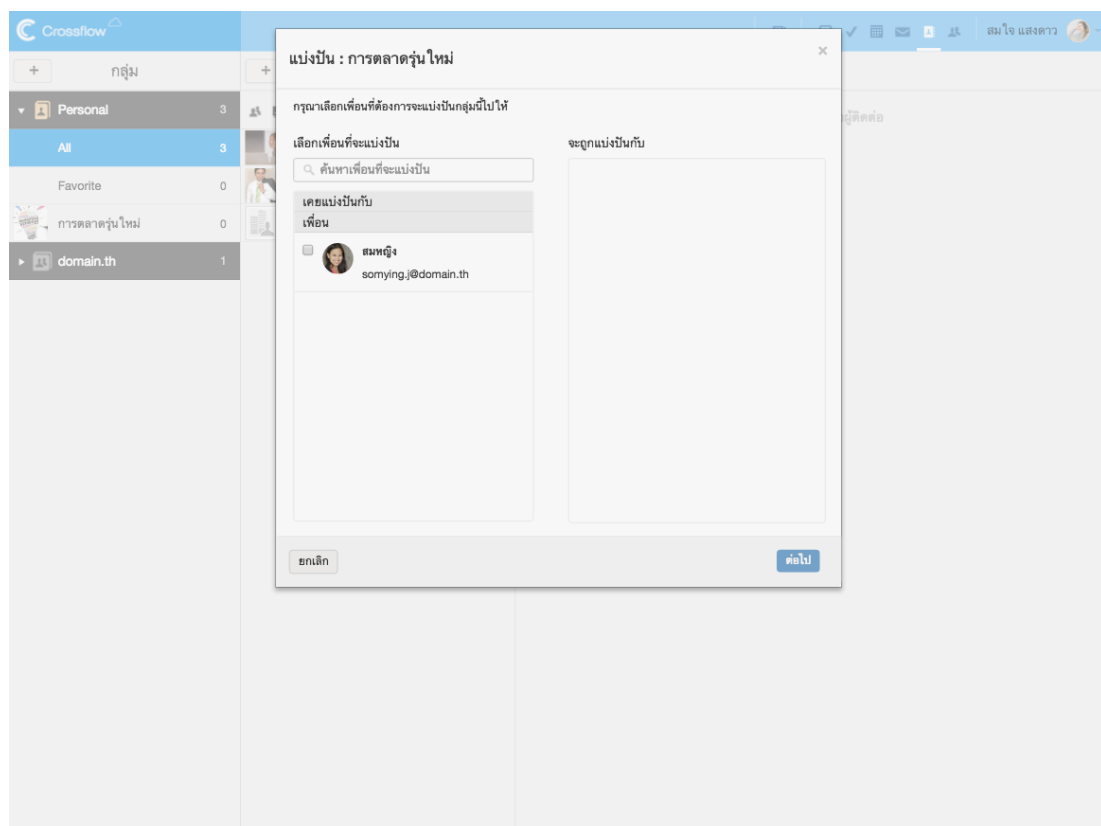 Crossflow
สมใจ แสงดาว
+ กลุ่ม
+
Personal 3
All 3
Favorite 0
การตลาดรุ่นใหม่ 0
domain.th 1
แบ่งปัน : การตลาดรุ่นใหม่ ×
กรุณาเลือกเพื่อนที่ต้องการจะแบ่งปันกลุ่มนี้ไปให้
เลือกเพื่อนที่จะแบ่งปัน
จะถูกแบ่งปันกับ
ค้นหาเพื่อนที่จะแบ่งปัน
เคยแบ่งปันกับ
เพื่อน
สมหญิง
somying.j@domain.th
ยกเลิก
ต่อไป
ผู้ติดต่อ